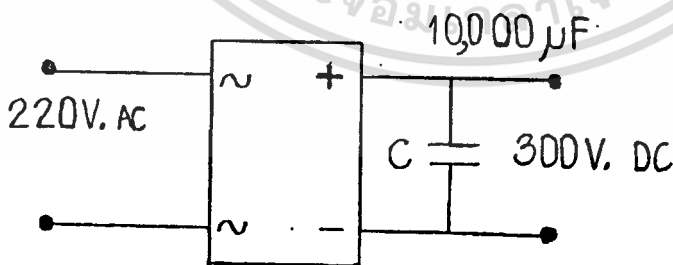 10,000 µF
~ +
220V. AC
C 300V. DC
~ -